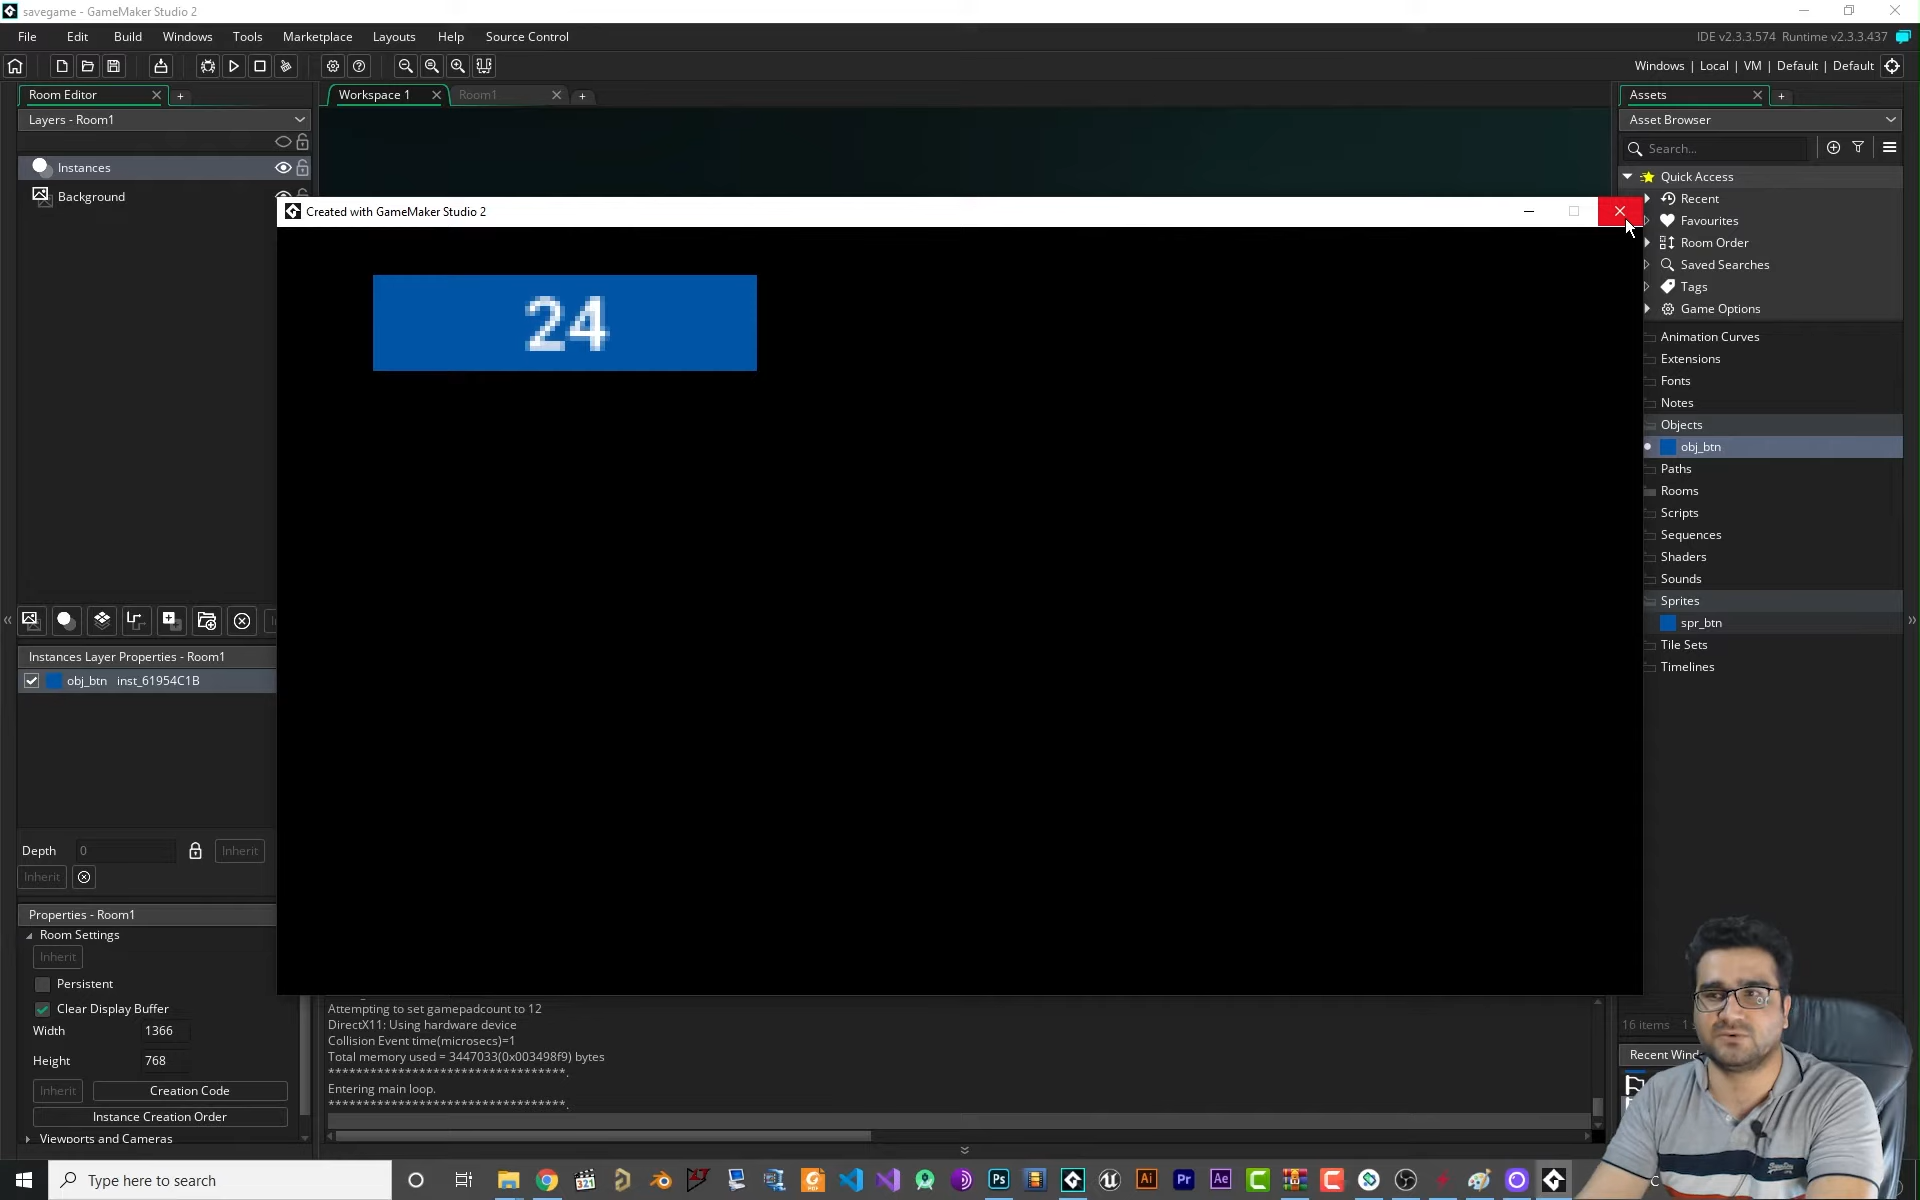 savegame - GameMaker Studio 2
File Edit Build Windows Tools Marketplace Layouts Help Source Control
IDE v2.3.3.574 Runtime v2.3.3.437
Windows | Local | VM | Default | Default
Room Editor
Workspace 1
Room1
Assets
Layers - Room1
Asset Browser
Search...
Instances
Background
Quick Access
Recent
Favourites
Room Order
Saved Searches
Tags
Game Options
Animation Curves
Extensions
Fonts
Notes
Objects
obj_btn
Paths
Rooms
Scripts
Sequences
Shaders
Sounds
Sprites
spr_btn
Tile Sets
Timelines
Created with GameMaker Studio 2
24
Instances Layer Properties - Room1
obj_btn inst_61954C1B
Depth 0 Inherit
Inherit
Properties - Room1
Room Settings
Inherit
Persistent
Clear Display Buffer
Width 1366
Height 768
Inherit Creation Code
Instance Creation Order
Viewports and Cameras
Attempting to set gamepadcount to 12
DirectX11: Using hardware device
Collision Event time(microsecs)=1
Total memory used = 3447033(0x003498f9) bytes
**********************************.
Entering main loop.
**********************************.
16 items
Recent Wind
Type here to search